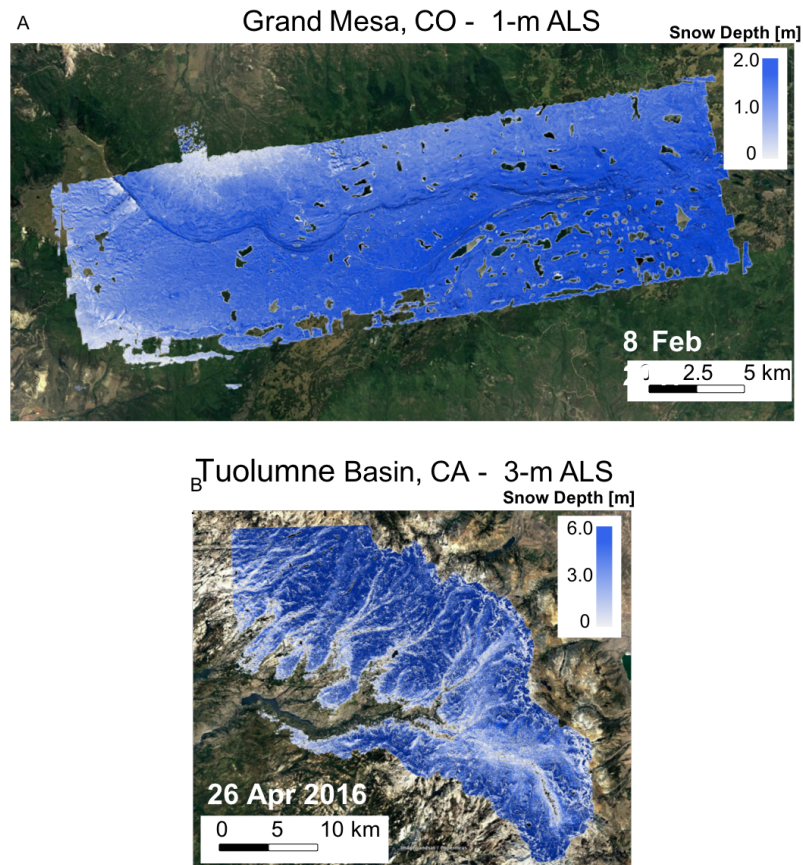 A
Grand Mesa, CO - 1-m ALS
Snow Depth [m]
2.0
1.0
0
8 Feb
2.5 5 km
B
Tuolumne Basin, CA - 3-m ALS
Snow Depth [m]
6.0
3.0
0
26 Apr 2016
0 5 10 km